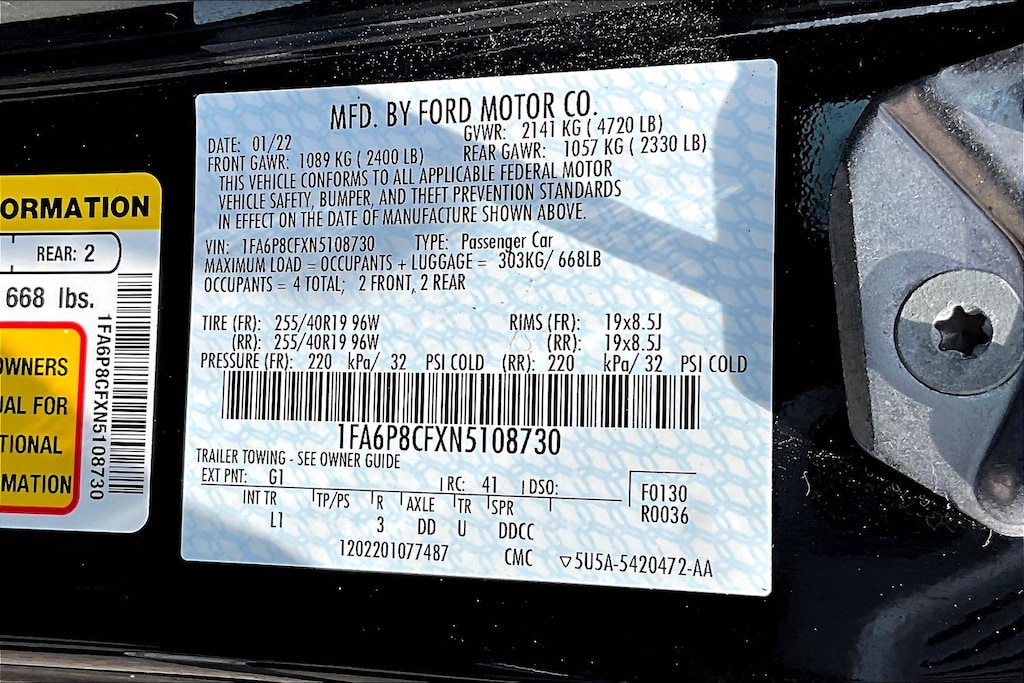 ORMATION
REAR: 2
668 lbs.
OWNERS
UAL FOR
TIONAL
MATION
1FA6P8CFXN5108730
MFD. BY FORD MOTOR CO.
DATE: 01/22 GVWR: 2141 KG ( 4720 LB)
FRONT GAWR: 1089 KG ( 2400 LB) REAR GAWR: 1057 KG ( 2330 LB)
THIS VEHICLE CONFORMS TO ALL APPLICABLE FEDERAL MOTOR
VEHICLE SAFETY, BUMPER, AND THEFT PREVENTION STANDARDS
IN EFFECT ON THE DATE OF MANUFACTURE SHOWN ABOVE.
VIN: 1FA6P8CFXN5108730 TYPE: Passenger Car
MAXIMUM LOAD = OCCUPANTS + LUGGAGE = 303KG/ 668LB
OCCUPANTS = 4 TOTAL; 2 FRONT, 2 REAR
TIRE (FR): 255/40R19 96W RIMS (FR): 19x8.5J
(RR): 255/40R19 96W (RR): 19x8.5J
PRESSURE (FR): 220 kPa/ 32 PSI COLD (RR): 220 kPa/ 32 PSI COLD
1FA6P8CFXN5108730
TRAILER TOWING - SEE OWNER GUIDE
EXT PNT: G1 RC: 41 DSO: F0130
R0036
INT TR TP/PS R AXLE TR SPR
L1 3 DD U DDCC
1202201077487 CMC ▽5U5A-5420472-AA